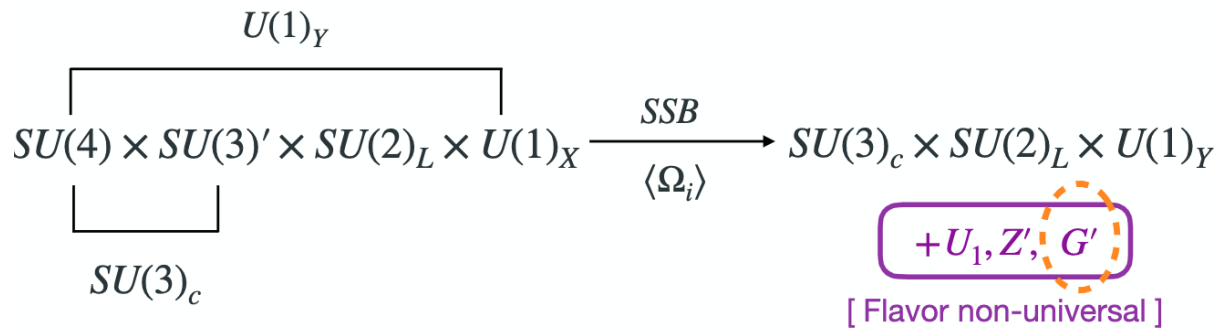 U(1)_Y
SU(4) × SU(3)′ × SU(2)_L × U(1)_X
SSB
⟨Ω_i⟩
SU(3)_c × SU(2)_L × U(1)_Y
SU(3)_c
+U_1, Z′, G′
[ Flavor non-universal ]